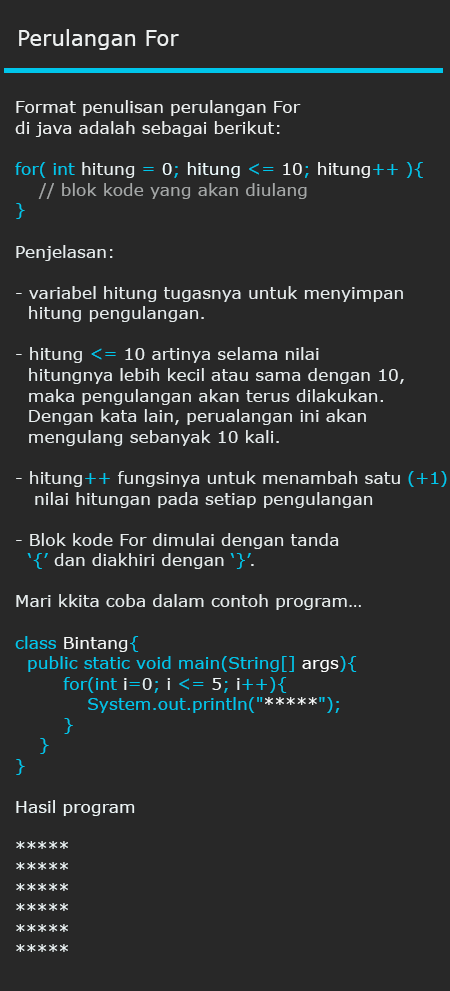 Perulangan For
Format penulisan perulangan For
di java adalah sebagai berikut:
for( int hitung = 0; hitung <= 10; hitung++ ){
// blok kode yang akan diulang
}
Penjelasan:
- variabel hitung tugasnya untuk menyimpan
hitung pengulangan.
- hitung <= 10 artinya selama nilai
hitungnya lebih kecil atau sama dengan 10,
maka pengulangan akan terus dilakukan.
Dengan kata lain, perualangan ini akan
mengulang sebanyak 10 kali.
- hitung++ fungsinya untuk menambah satu (+1)
nilai hitungan pada setiap pengulangan
- Blok kode For dimulai dengan tanda
‘{’ dan diakhiri dengan ‘}’.
Mari kkita coba dalam contoh program…
class Bintang{
public static void main(String[] args){
for(int i=0; i <= 5; i++){
System.out.println("*****");
}
}
}
Hasil program
*****
*****
*****
*****
*****
*****